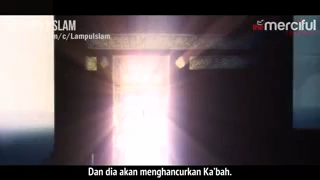 ISLAM
m/c/LampuIslam
merciful
Dan dia akan menghancurkan Ka'bah.